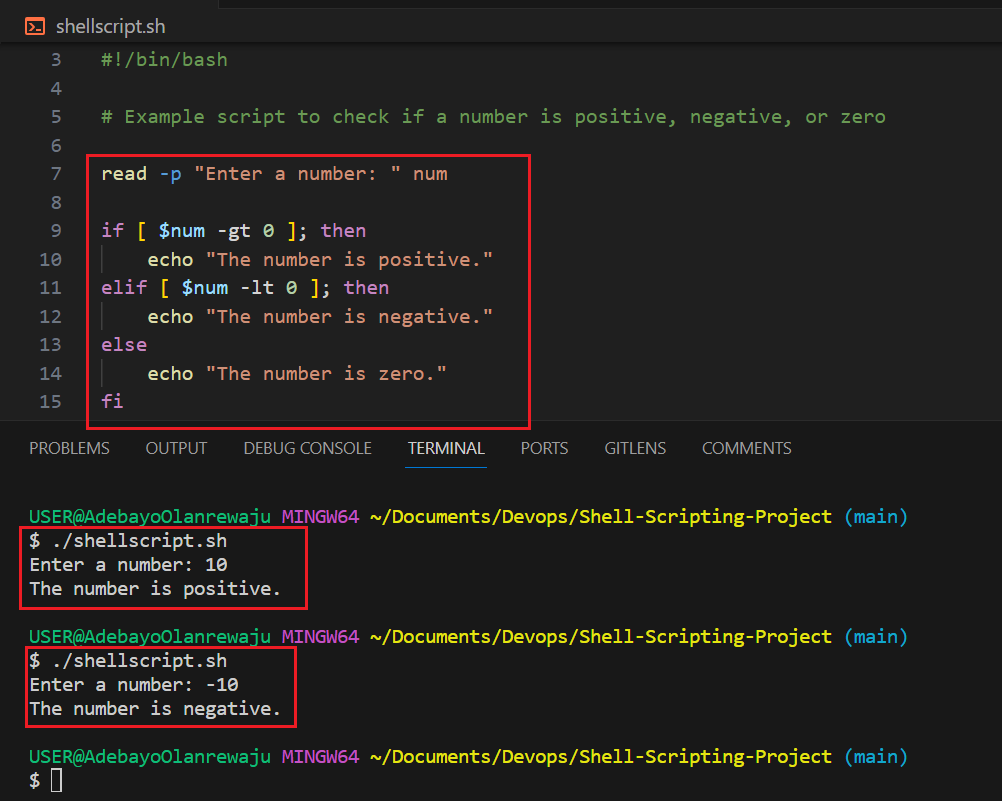 shellscript.sh
3 #!/bin/bash
4
5 # Example script to check if a number is positive, negative, or zero
6
7 read -p "Enter a number: " num
8
9 if [ $num -gt 0 ]; then
10     echo "The number is positive."
11 elif [ $num -lt 0 ]; then
12     echo "The number is negative."
13 else
14     echo "The number is zero."
15 fi
PROBLEMS OUTPUT DEBUG CONSOLE TERMINAL PORTS GITLENS COMMENTS
USER@AdebayoOlanrewaju MINGW64 ~/Documents/Devops/Shell-Scripting-Project (main)
$ ./shellscript.sh
Enter a number: 10
The number is positive.
USER@AdebayoOlanrewaju MINGW64 ~/Documents/Devops/Shell-Scripting-Project (main)
$ ./shellscript.sh
Enter a number: -10
The number is negative.
USER@AdebayoOlanrewaju MINGW64 ~/Documents/Devops/Shell-Scripting-Project (main)
$